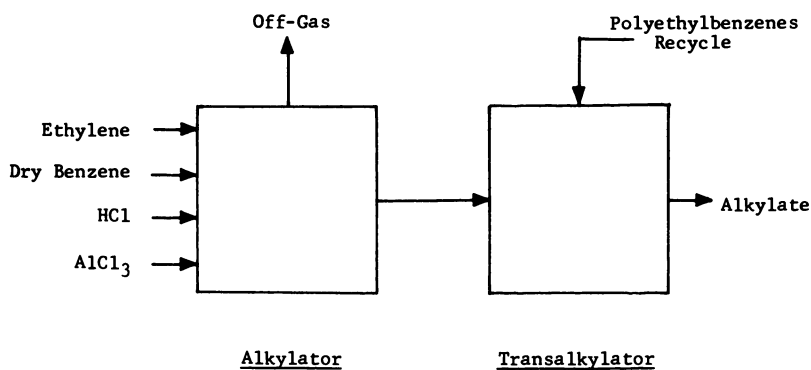 Off-Gas
Polyethylbenzenes
Recycle
Ethylene
Dry Benzene
HCl
AlCl3
Alkylate
Alkylator
Transalkylator